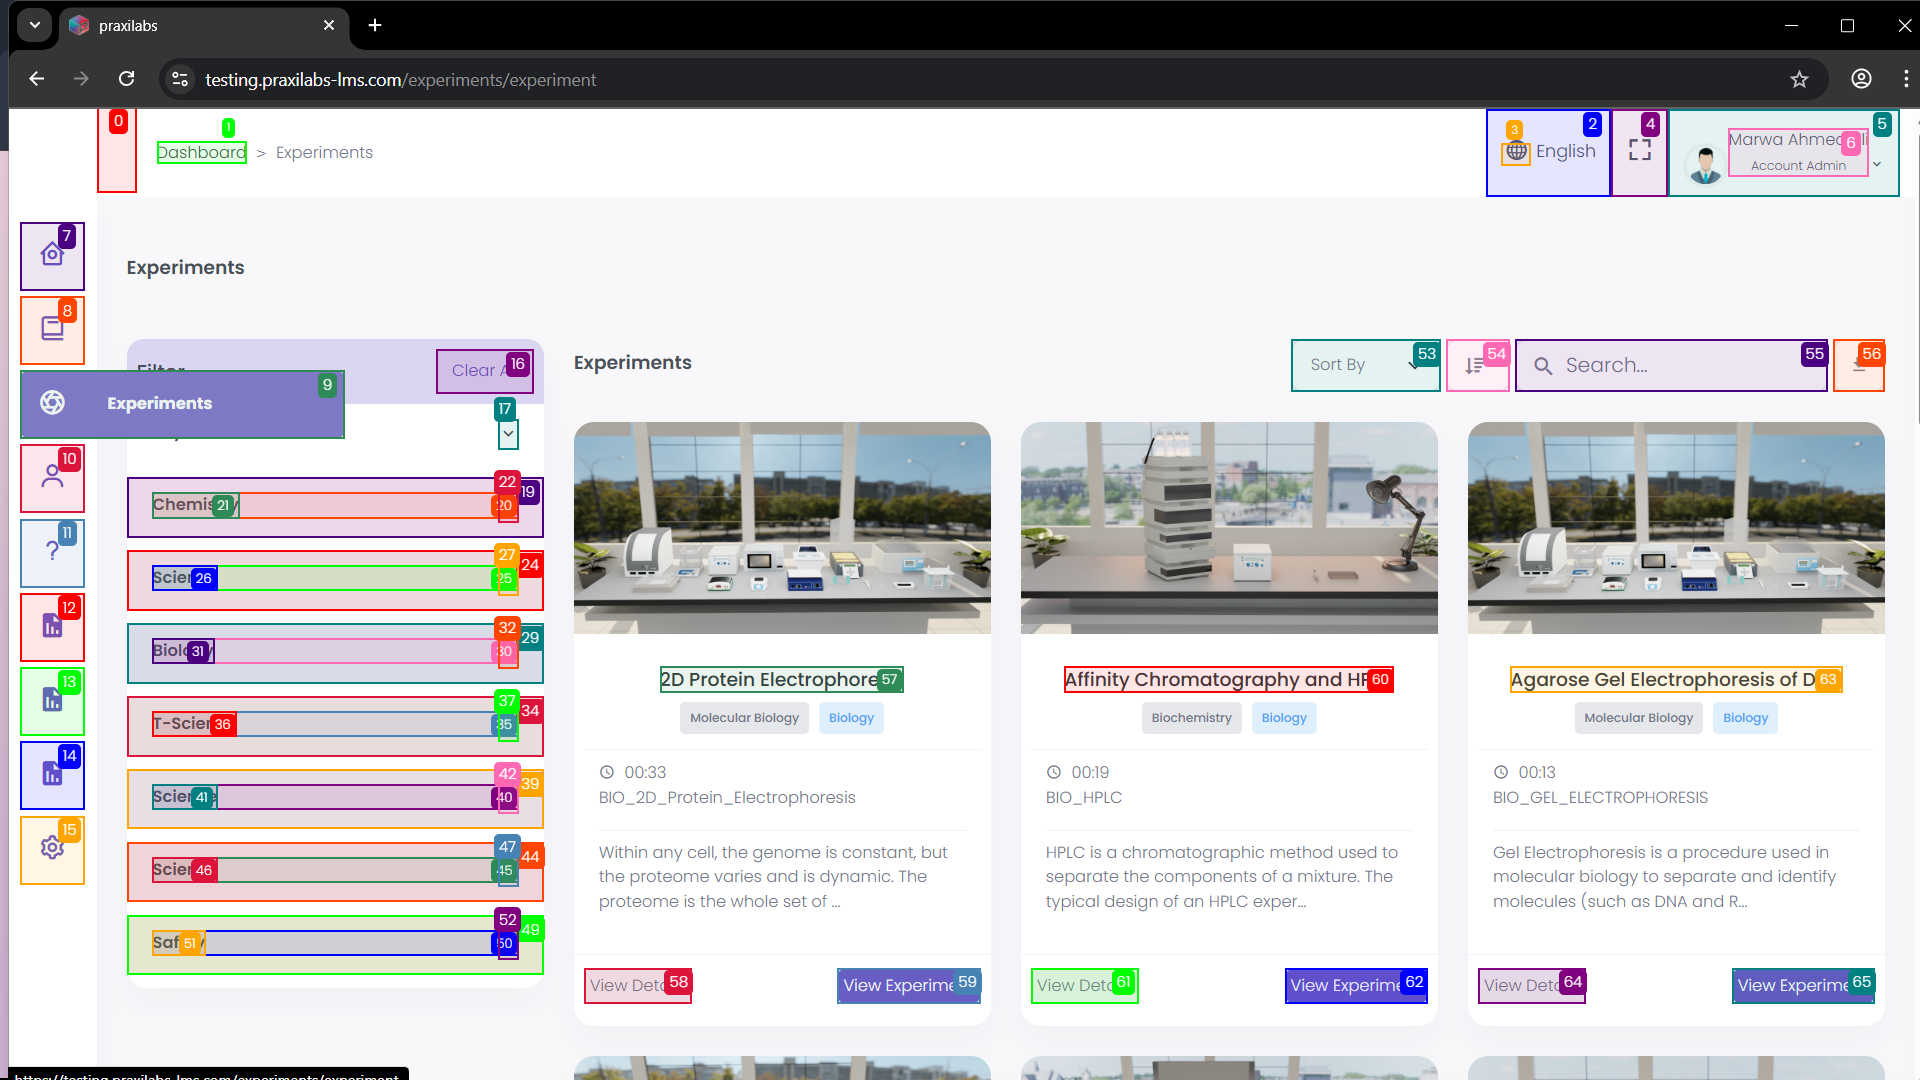 praxilabs
testing.praxilabs-lms.com/experiments/experiment
0
1
Dashboard > Experiments
2
3
English
4
5
Marwa Ahmed
6
Account Admin
7
8
9
Experiments
10
11
12
13
14
15
Experiments
Filter
Clear
16
17
22
19
Chemis
21
20
27
24
Scien
26
25
32
29
Biolo
31
30
37
34
T-Scien
36
35
42
39
Scien
41
40
47
44
Scien
46
45
52
49
Saf
51
50
Experiments
Sort By
53
54
Search...
55
56
2D Protein Electrophore
57
Molecular Biology
Biology
00:33
BIO_2D_Protein_Electrophoresis
Within any cell, the genome is constant, but
the proteome varies and is dynamic. The
proteome is the whole set of ...
View Deta
58
View Experime
59
Affinity Chromatography and HP
60
Biochemistry
Biology
00:19
BIO_HPLC
HPLC is a chromatographic method used to
separate the components of a mixture. The
typical design of an HPLC exper...
View Deta
61
View Experime
62
Agarose Gel Electrophoresis of D
63
Molecular Biology
Biology
00:13
BIO_GEL_ELECTROPHORESIS
Gel Electrophoresis is a procedure used in
molecular biology to separate and identify
molecules (such as DNA and R...
View Deta
64
View Experime
65
https://testing.praxilabs-lms.com/experiments/experiment